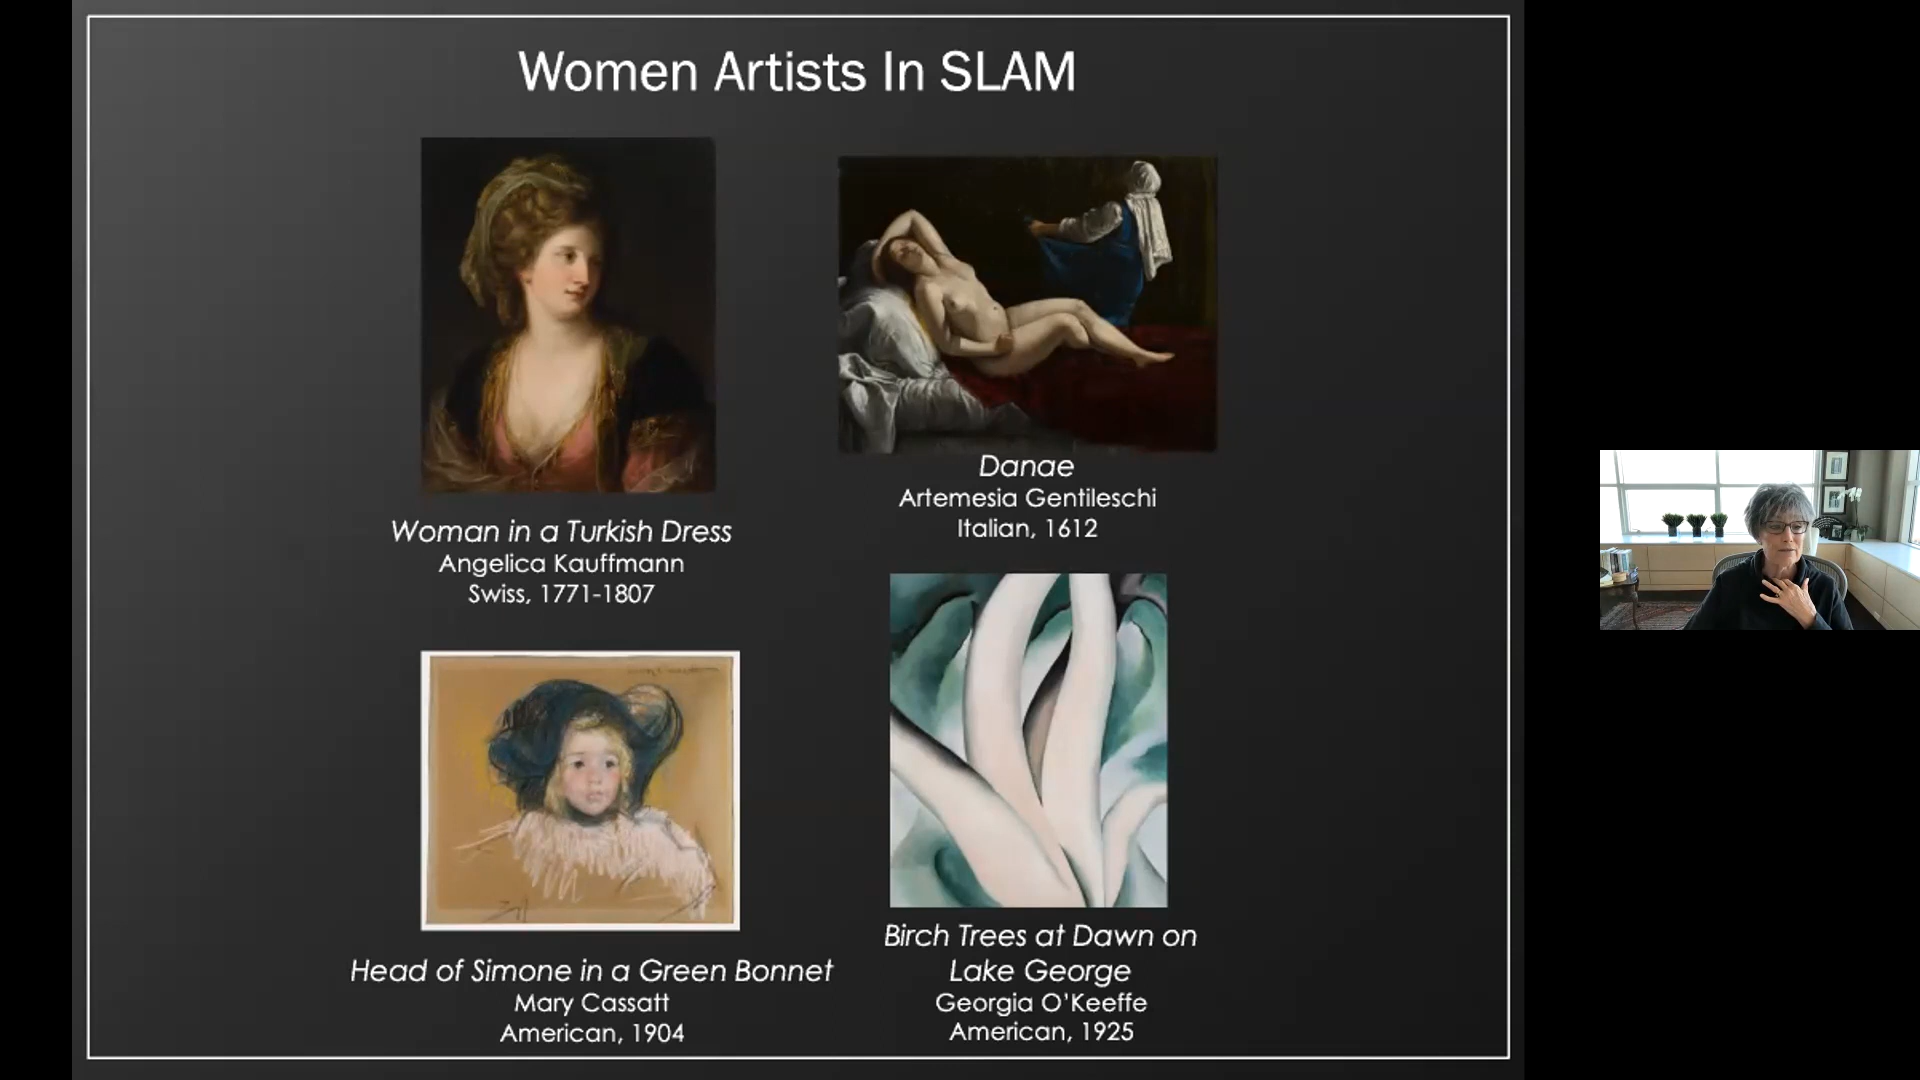 Women Artists In SLAM
Woman in a Turkish Dress
Angelica Kauffmann
Swiss, 1771-1807
Danae
Artemesia Gentileschi
Italian, 1612
Head of Simone in a Green Bonnet
Mary Cassatt
American, 1904
Birch Trees at Dawn on
Lake George
Georgia O'Keeffe
American, 1925